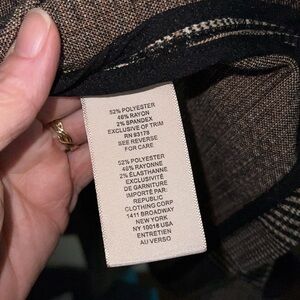 52% POLYESTER
46% RAYON
2% SPANDEX
EXCLUSIVE OF TRIM
RN 93178
SEE REVERSE
FOR CARE
52% POLYESTER
46% RAYONNE
2% ÉLASTHANNE
EXCLUSIVITÉ
DE GARNITURE
IMPORTÉ PAR:
REPUBLIC
CLOTHING CORP
1411 BROADWAY
NEW YORK
NY 10018 USA
ENTRETIEN
AU VERSO